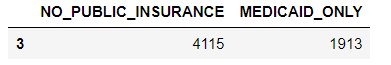 NO_PUBLIC_INSURANCE MEDICAID_ONLY
3 4115 1913